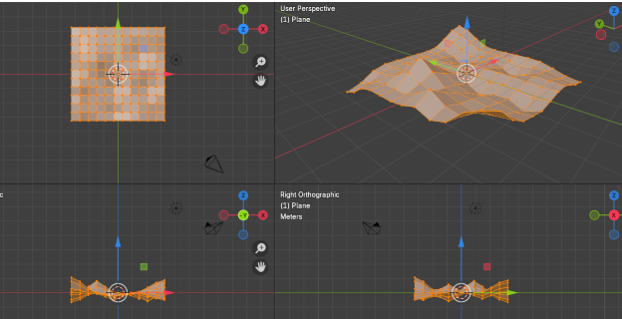 Y
Z
X
User Perspective
(1) Plane
Z
Y
c
Z
-Y
X
Right Orthographic
(1) Plane
Meters
Z
X